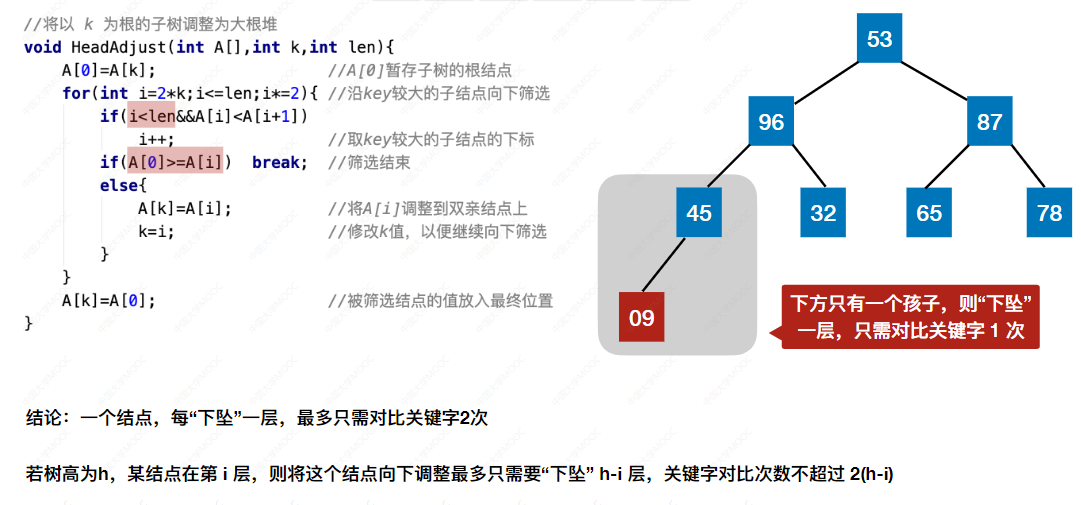 //将以 k 为根的子树调整为大根堆
void HeadAdjust(int A[],int k,int len){
A[0]=A[k]; //A[0]暂存子树的根结点
for(int i=2*k;i<=len;i*=2){ //沿key较大的子结点向下筛选
if(i<len&&A[i]<A[i+1])
i++; //取key较大的子结点的下标
if(A[0]>=A[i]) break; //筛选结束
else{
A[k]=A[i]; //将A[i]调整到双亲结点上
k=i; //修改k值，以便继续向下筛选
}
}
A[k]=A[0]; //被筛选结点的值放入最终位置
}
53
96 87
45 32 65 78
09
下方只有一个孩子，则“下坠”
一层，只需对比关键字 1 次
结论：一个结点，每“下坠”一层，最多只需对比关键字2次
若树高为h，某结点在第 i 层，则将这个结点向下调整最多只需要“下坠” h-i 层，关键字对比次数不超过 2(h-i)